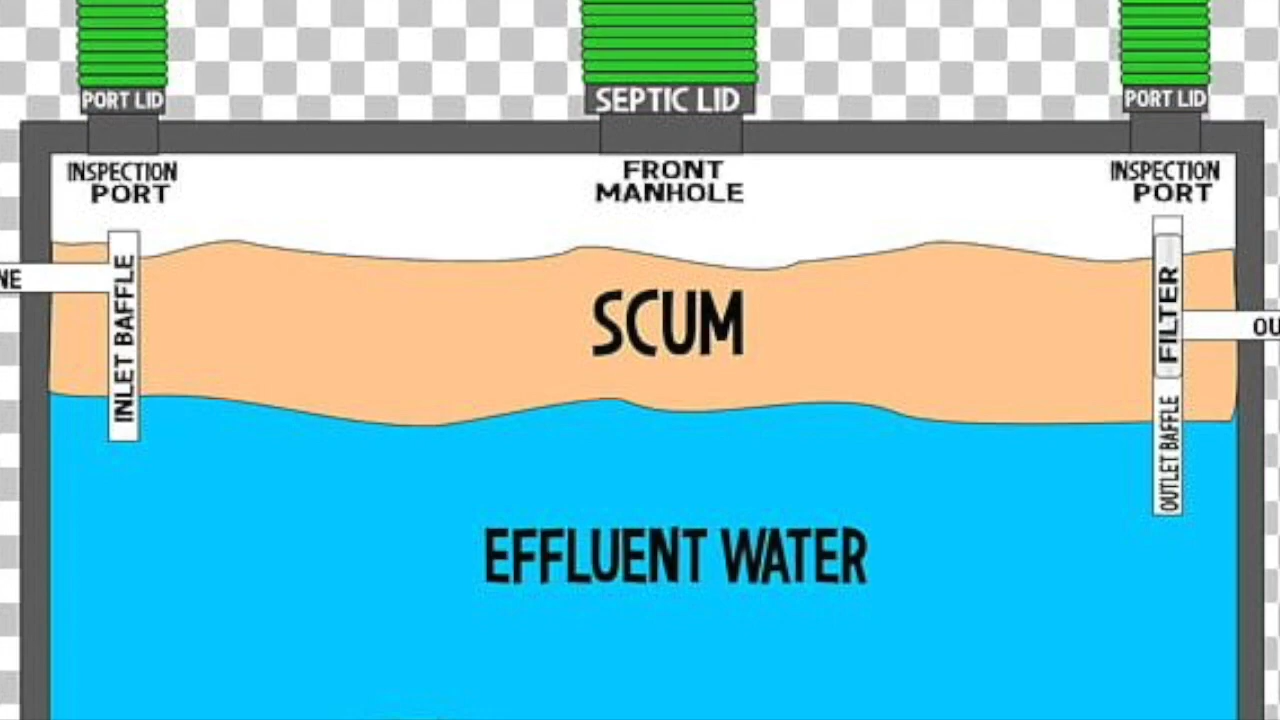 PORT LID
SEPTIC LID
PORT LID
INSPECTION
PORT
FRONT
MANHOLE
INSPECTION
PORT
NE
INLET BAFFLE
SCUM
FILTER
OU
OUTLET BAFFLE
EFFLUENT WATER